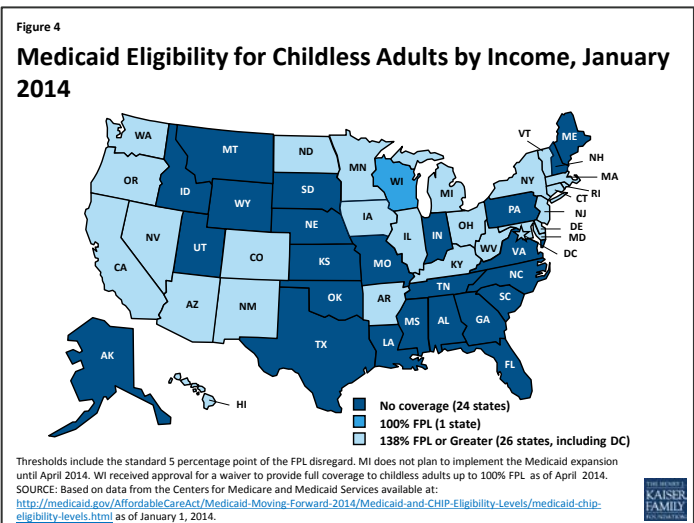 Figure 4
Medicaid Eligibility for Childless Adults by Income, January
2014
WA
MT
ND
MN
VT
ME
NH
OR
ID
SD
WI
MI
NY
MA
RI
CT
WY
IA
PA
NJ
NE
OH
DE
NV
UT
IL
IN
WV
MD
VA
DC
CO
KS
MO
KY
CA
NC
TN
OK
AR
SC
AZ
NM
MS
AL
GA
TX
LA
AK
FL
HI
No coverage (24 states)
100% FPL (1 state)
138% FPL or Greater (26 states, including DC)
Thresholds include the standard 5 percentage point of the FPL disregard. MI does not plan to implement the Medicaid expansion
until April 2014. WI received approval for a waiver to provide full coverage to childless adults up to 100% FPL as of April 2014.
SOURCE: Based on data from the Centers for Medicare and Medicaid Services available at:
http://medicaid.gov/AffordableCareAct/Medicaid-Moving-Forward-2014/Medicaid-and-CHIP-Eligibility-Levels/medicaid-chip-
eligibility-levels.html as of January 1, 2014.
THE HENRY J.
KAISER
FAMILY
FOUNDATION